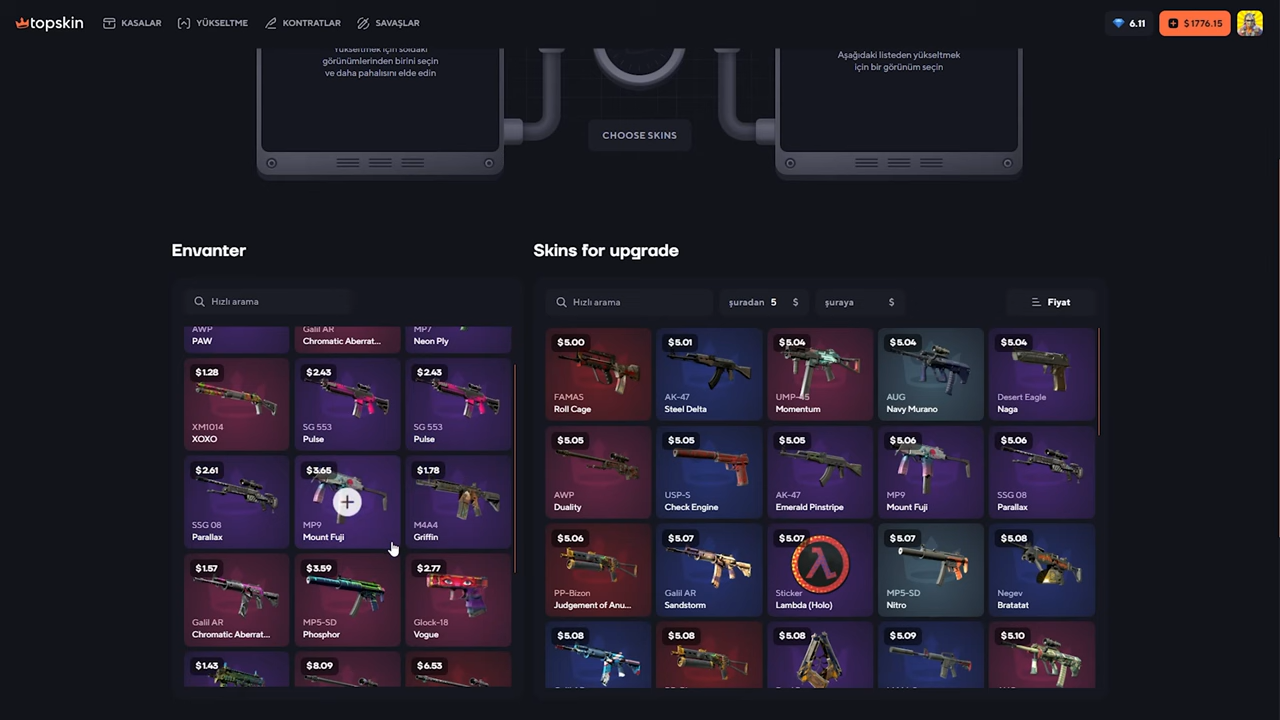 topskin
KASALAR
YÜKSELTME
KONTRATLAR
SAVAŞLAR
6.11
$ 1776.15
Yükseltmek için soldaki
görünümlerinden birini seçin
ve daha pahalısını elde edin
Aşağıdaki listeden yükseltmek
için bir görünüm seçin
CHOOSE SKINS
Envanter
Hızlı arama
AWP
PAW
Galil AR
Chromatic Aberrat...
MP7
Neon Ply
$1.28
XM1014
XOXO
$2.43
SG 553
Pulse
$2.43
SG 553
Pulse
$2.61
SSG 08
Parallax
$3.65
MP9
Mount Fuji
$1.78
M4A4
Griffin
$1.57
Galil AR
Chromatic Aberrat...
$3.59
MP5-SD
Phosphor
$2.77
Glock-18
Vogue
$1.43
$8.09
$6.53
Skins for upgrade
Hızlı arama
şuradan 5 $
şuraya $
Fiyat
$5.00
FAMAS
Roll Cage
$5.01
AK-47
Steel Delta
$5.04
UMP-45
Momentum
$5.04
AUG
Navy Murano
$5.04
Desert Eagle
Naga
$5.05
AWP
Duality
$5.05
USP-S
Check Engine
$5.05
AK-47
Emerald Pinstripe
$5.06
MP9
Mount Fuji
$5.06
SSG 08
Parallax
$5.06
PP-Bizon
Judgement of Anu...
$5.07
Galil AR
Sandstorm
$5.07
Sticker
Lambda (Holo)
$5.07
MP5-SD
Nitro
$5.08
Negev
Bratatat
$5.08
$5.08
$5.08
$5.09
$5.10